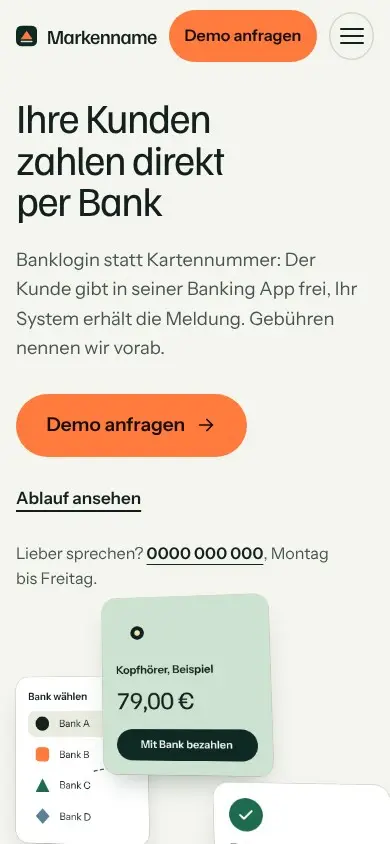 Markenname
Demo anfragen
Ihre Kunden
zahlen direkt
per Bank
Banklogin statt Kartennummer: Der
Kunde gibt in seiner Banking App frei, Ihr
System erhält die Meldung. Gebühren
nennen wir vorab.
Demo anfragen →
Ablauf ansehen
Lieber sprechen? 0000 000 000, Montag
bis Freitag.
Kopfhörer, Beispiel
79,00 €
Mit Bank bezahlen
Bank wählen
Bank A
Bank B
Bank C
Bank D